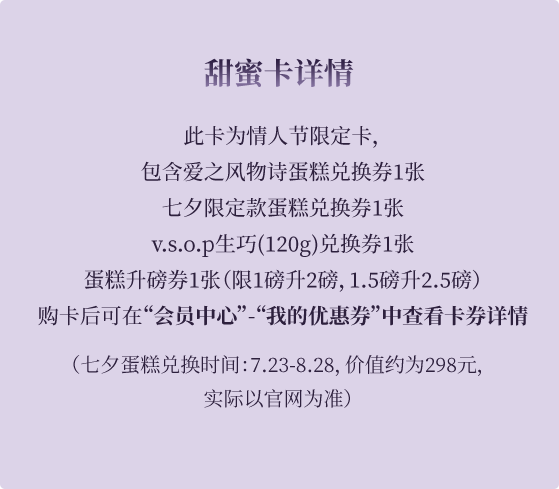 甜蜜卡详情
此卡为情人节限定卡,
包含爱之风物诗蛋糕兑换券1张
七夕限定款蛋糕兑换券1张
v.s.o.p生巧(120g)兑换券1张
蛋糕升磅券1张（限1磅升2磅, 1.5磅升2.5磅）
购卡后可在“会员中心”-“我的优惠券”中查看卡券详情
（七夕蛋糕兑换时间: 7.23-8.28, 价值约为298元,
实际以官网为准）